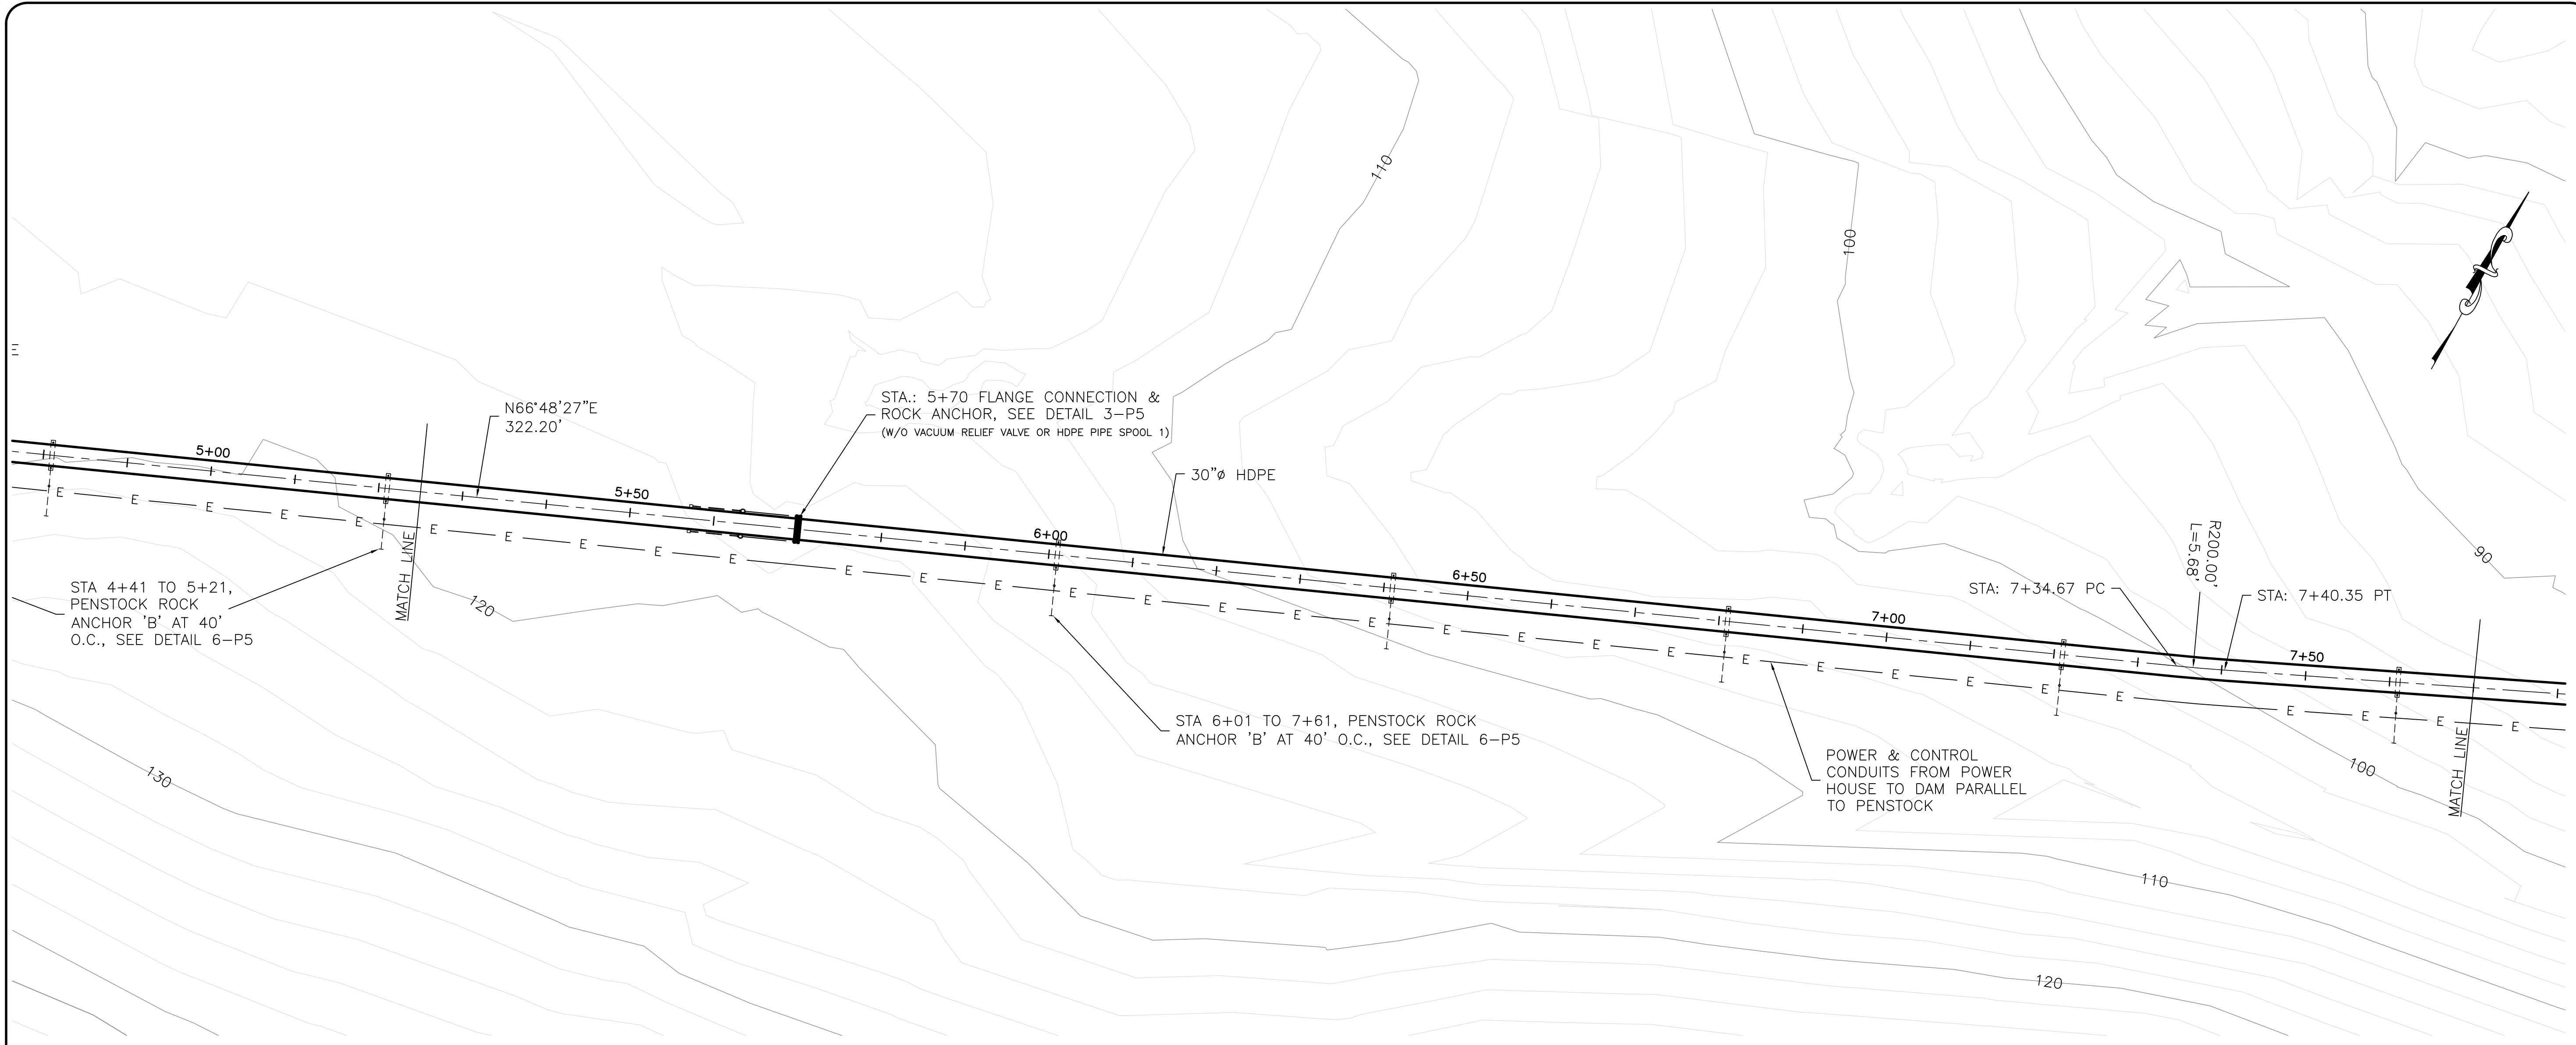 110
100
E
N66°48'27"E
322.20'
STA.: 5+70 FLANGE CONNECTION &
ROCK ANCHOR, SEE DETAIL 3-P5
(W/O VACUUM RELIEF VALVE OR HDPE PIPE SPOOL 1)
30"ø HDPE
5+00
5+50
6+00
6+50
7+00
7+50
E E E E E E E E E E E E E E E E E E E E E E E E E E E E E E E E
MATCH LINE
STA 4+41 TO 5+21,
PENSTOCK ROCK
ANCHOR 'B' AT 40'
O.C., SEE DETAIL 6-P5
120
130
STA: 7+34.67 PC
R200.00'
L=5.68'
STA: 7+40.35 PT
90
STA 6+01 TO 7+61, PENSTOCK ROCK
ANCHOR 'B' AT 40' O.C., SEE DETAIL 6-P5
POWER & CONTROL
CONDUITS FROM POWER
HOUSE TO DAM PARALLEL
TO PENSTOCK
100
MATCH LINE
110
120